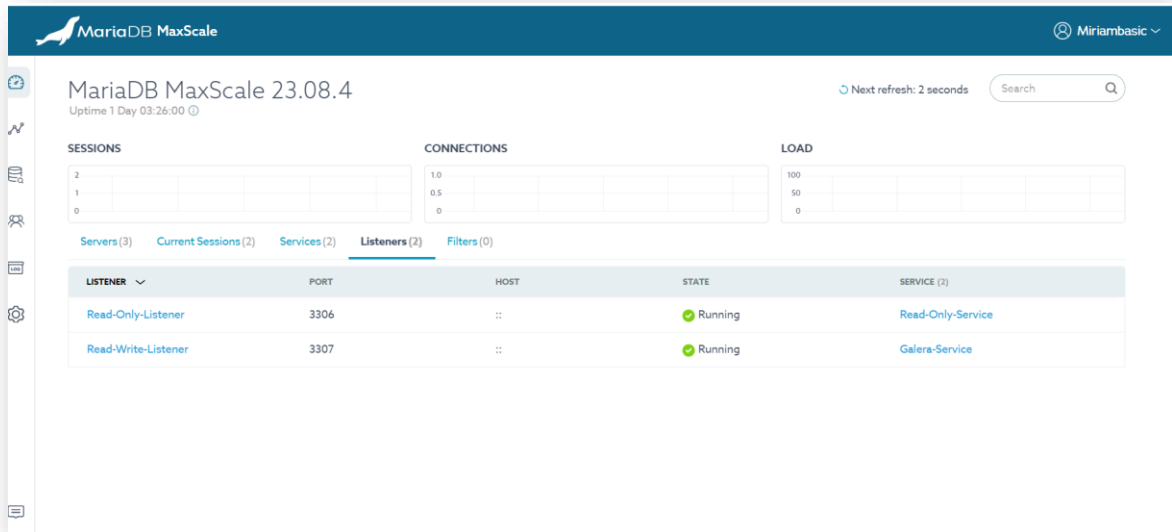 MariaDB MaxScale
Miriambasic
MariaDB MaxScale 23.08.4
Next refresh: 2 seconds
Search
Uptime 1 Day 03:26:00
SESSIONS
CONNECTIONS
LOAD
2
1
0
1.0
0.5
0
100
50
0
Servers (3) Current Sessions (2) Services (2) Listeners (2) Filters (0)
LISTENER PORT HOST STATE SERVICE (2)
Read-Only-Listener 3306 :: Running Read-Only-Service
Read-Write-Listener 3307 :: Running Galera-Service
LOG